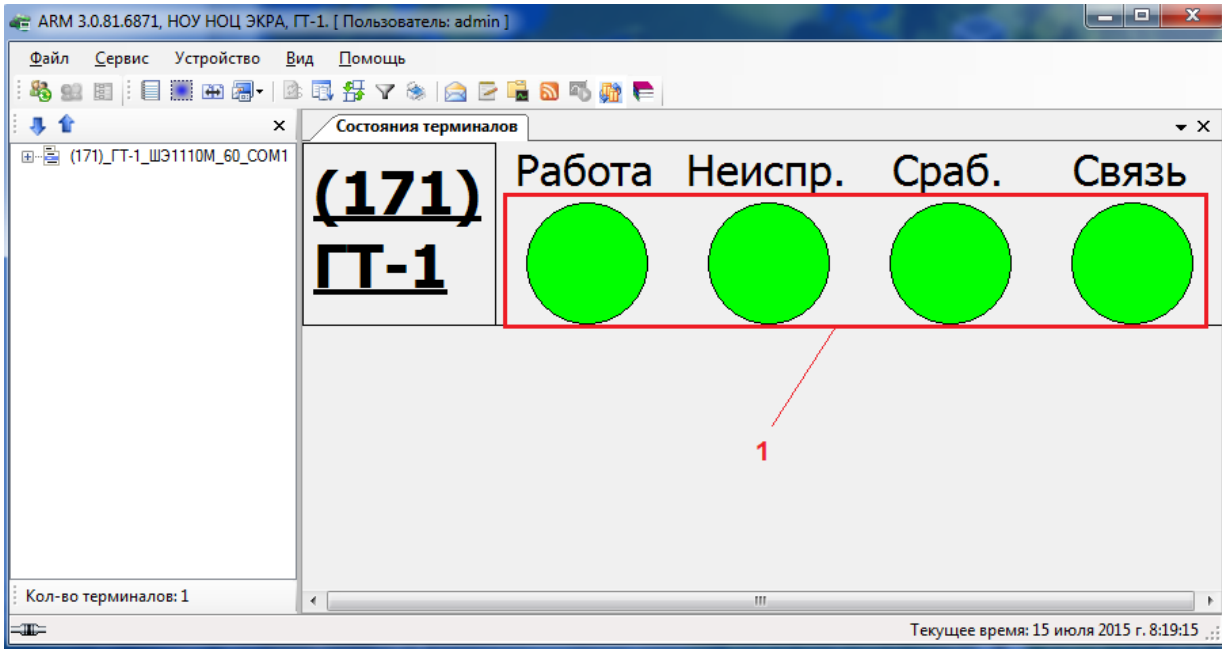 ARM 3.0.81.6871, НОУ НОЦ ЭКРА, ГТ-1. [ Пользователь: admin ]
Файл Сервис Устройство Вид Помощь
Состояния терминалов
(171)_ГТ-1_ШЭ1110М_60_COM1
(171)
ГТ-1
Работа Неиспр. Сраб. Связь
1
Кол-во терминалов: 1
Текущее время: 15 июля 2015 г. 8:19:15